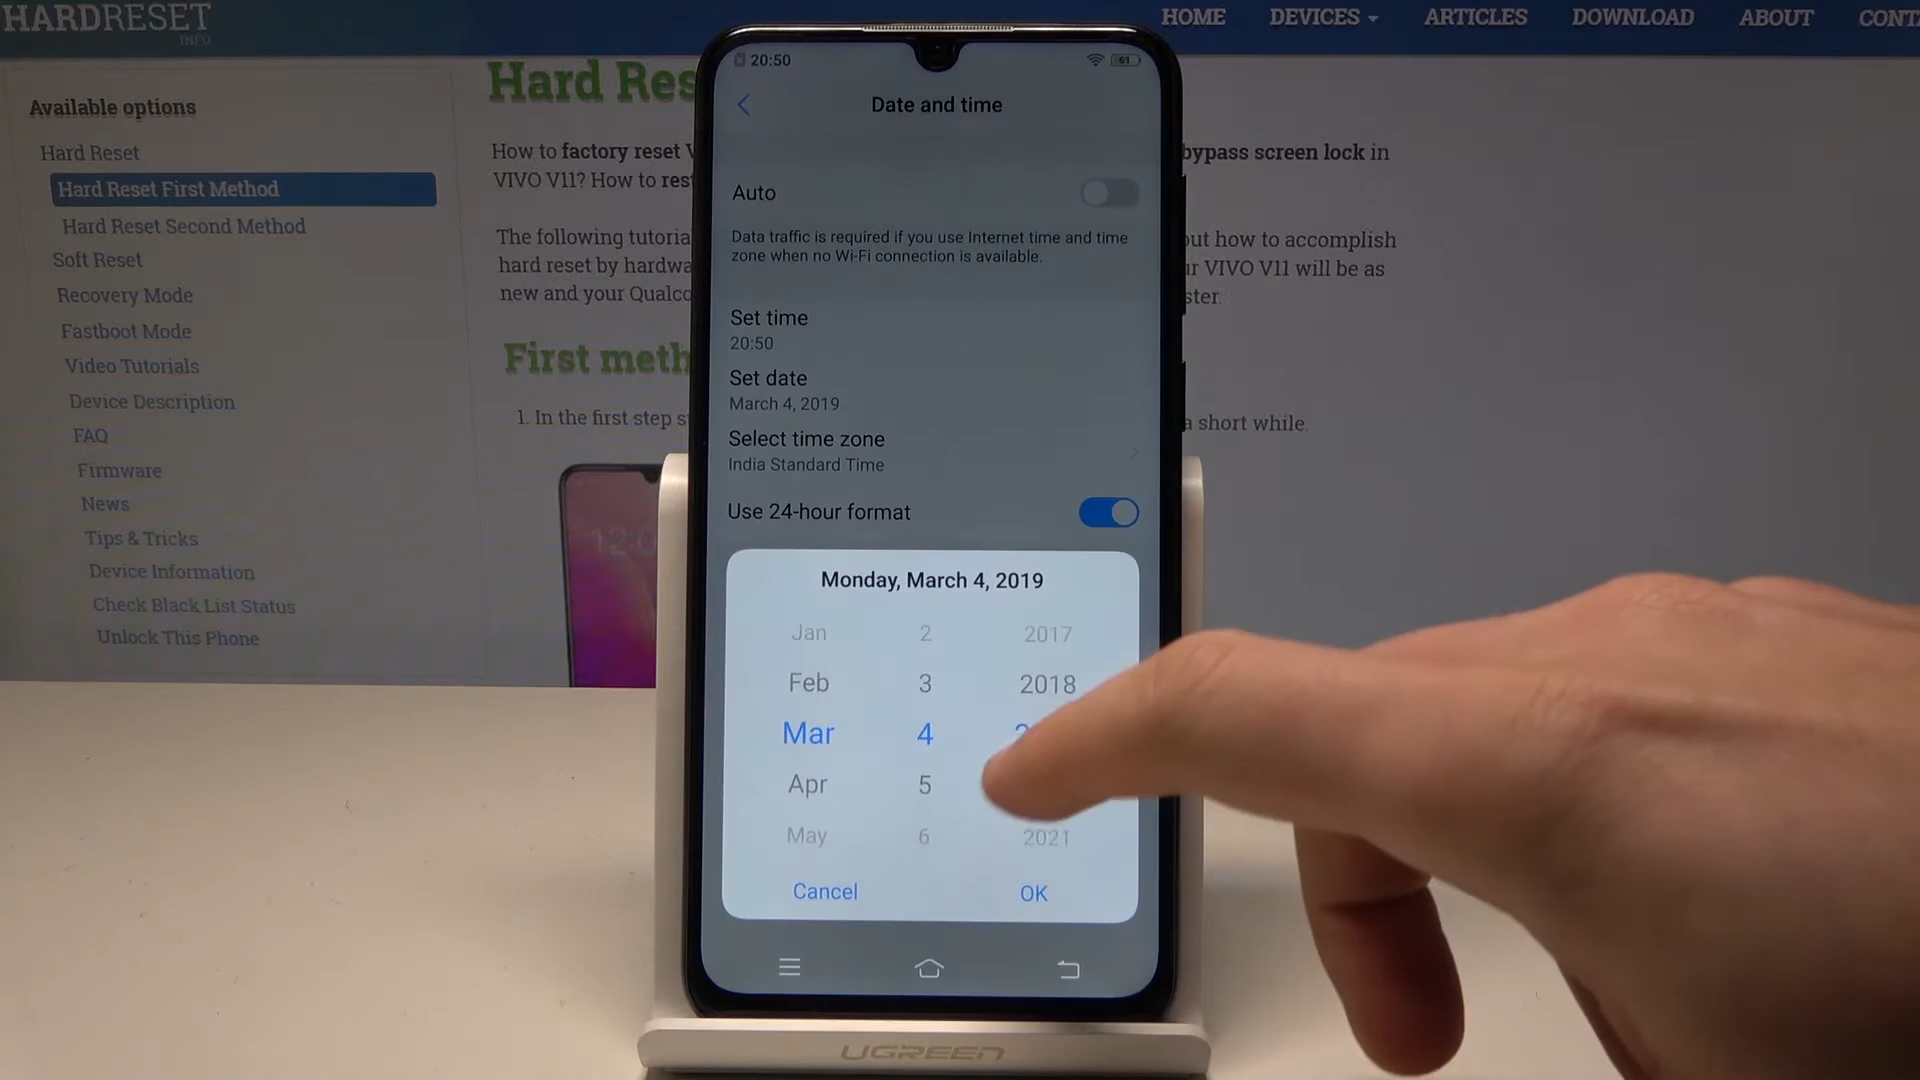 HARDRESET
INFO
HOME DEVICES ARTICLES DOWNLOAD ABOUT
Available options
Hard Reset
Hard Reset First Method
Hard Reset Second Method
Soft Reset
Recovery Mode
Fastboot Mode
Video Tutorials
Device Description
FAQ
Firmware
News
Tips & Tricks
Device Information
Check Black List Status
Unlock This Phone
Hard Res
How to factory reset V
bypass screen lock in
VIVO V11? How to res
The following tutoria
out how to accomplish
hard reset by hardwa
ur VIVO V11 will be as
new and your Qualco
ster.
First meth
1. In the first step s
a short while.
20:50
61
Date and time
Auto
Data traffic is required if you use Internet time and time
zone when no Wi-Fi connection is available.
Set time
20:50
Set date
March 4, 2019
Select time zone
India Standard Time
Use 24-hour format
Monday, March 4, 2019
Jan 2 2017
Feb 3 2018
Mar 4
Apr 5
May 6 2021
Cancel OK
UGREEN